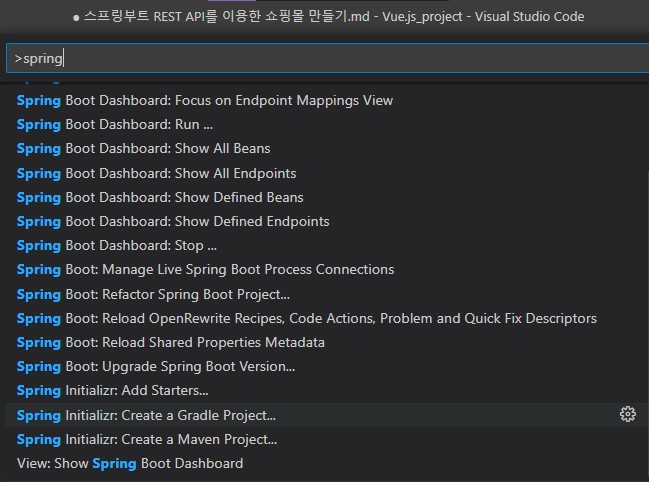 ● 스프링부트 REST API를 이용한 쇼핑몰 만들기.md - Vue.js_project - Visual Studio Code
>spring
Spring Boot Dashboard: Focus on Endpoint Mappings View
Spring Boot Dashboard: Run ...
Spring Boot Dashboard: Show All Beans
Spring Boot Dashboard: Show All Endpoints
Spring Boot Dashboard: Show Defined Beans
Spring Boot Dashboard: Show Defined Endpoints
Spring Boot Dashboard: Stop ...
Spring Boot: Manage Live Spring Boot Process Connections
Spring Boot: Refactor Spring Boot Project...
Spring Boot: Reload OpenRewrite Recipes, Code Actions, Problem and Quick Fix Descriptors
Spring Boot: Reload Shared Properties Metadata
Spring Boot: Upgrade Spring Boot Version...
Spring Initializr: Add Starters...
Spring Initializr: Create a Gradle Project...
Spring Initializr: Create a Maven Project...
View: Show Spring Boot Dashboard